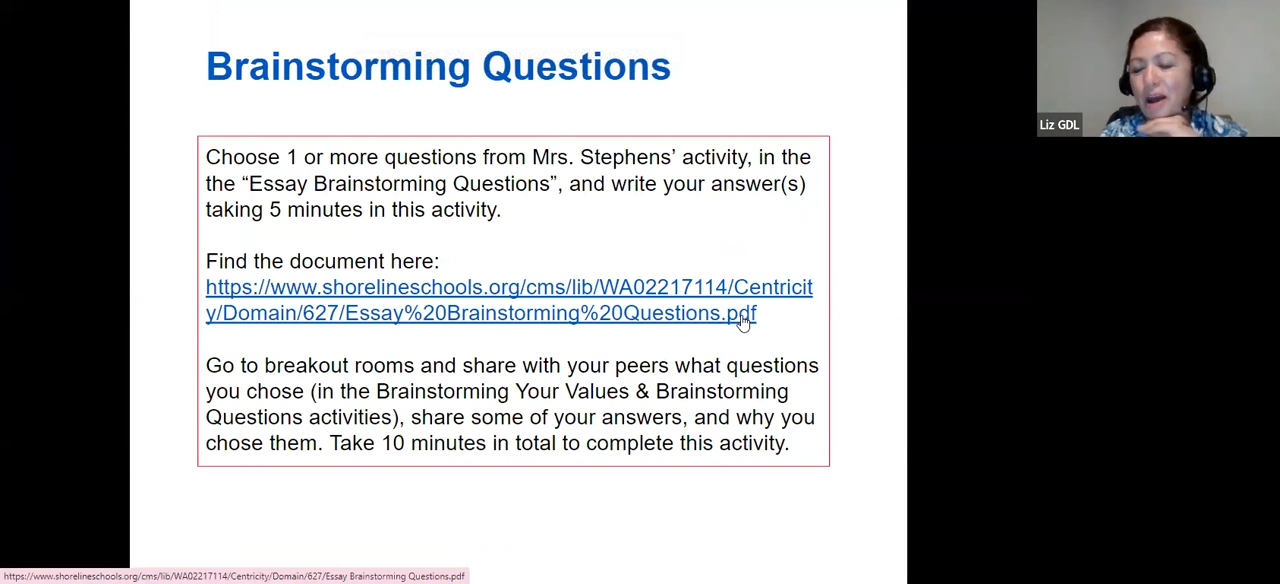 Brainstorming Questions
Liz GDL
Choose 1 or more questions from Mrs. Stephens’ activity, in the
the “Essay Brainstorming Questions”, and write your answer(s)
taking 5 minutes in this activity.
Find the document here:
https://www.shorelineschools.org/cms/lib/WA02217114/Centricit
y/Domain/627/Essay%20Brainstorming%20Questions.pdf
Go to breakout rooms and share with your peers what questions
you chose (in the Brainstorming Your Values & Brainstorming
Questions activities), share some of your answers, and why you
chose them. Take 10 minutes in total to complete this activity.
https://www.shorelineschools.org/cms/lib/WA02217114/Centricity/Domain/627/Essay Brainstorming Questions.pdf